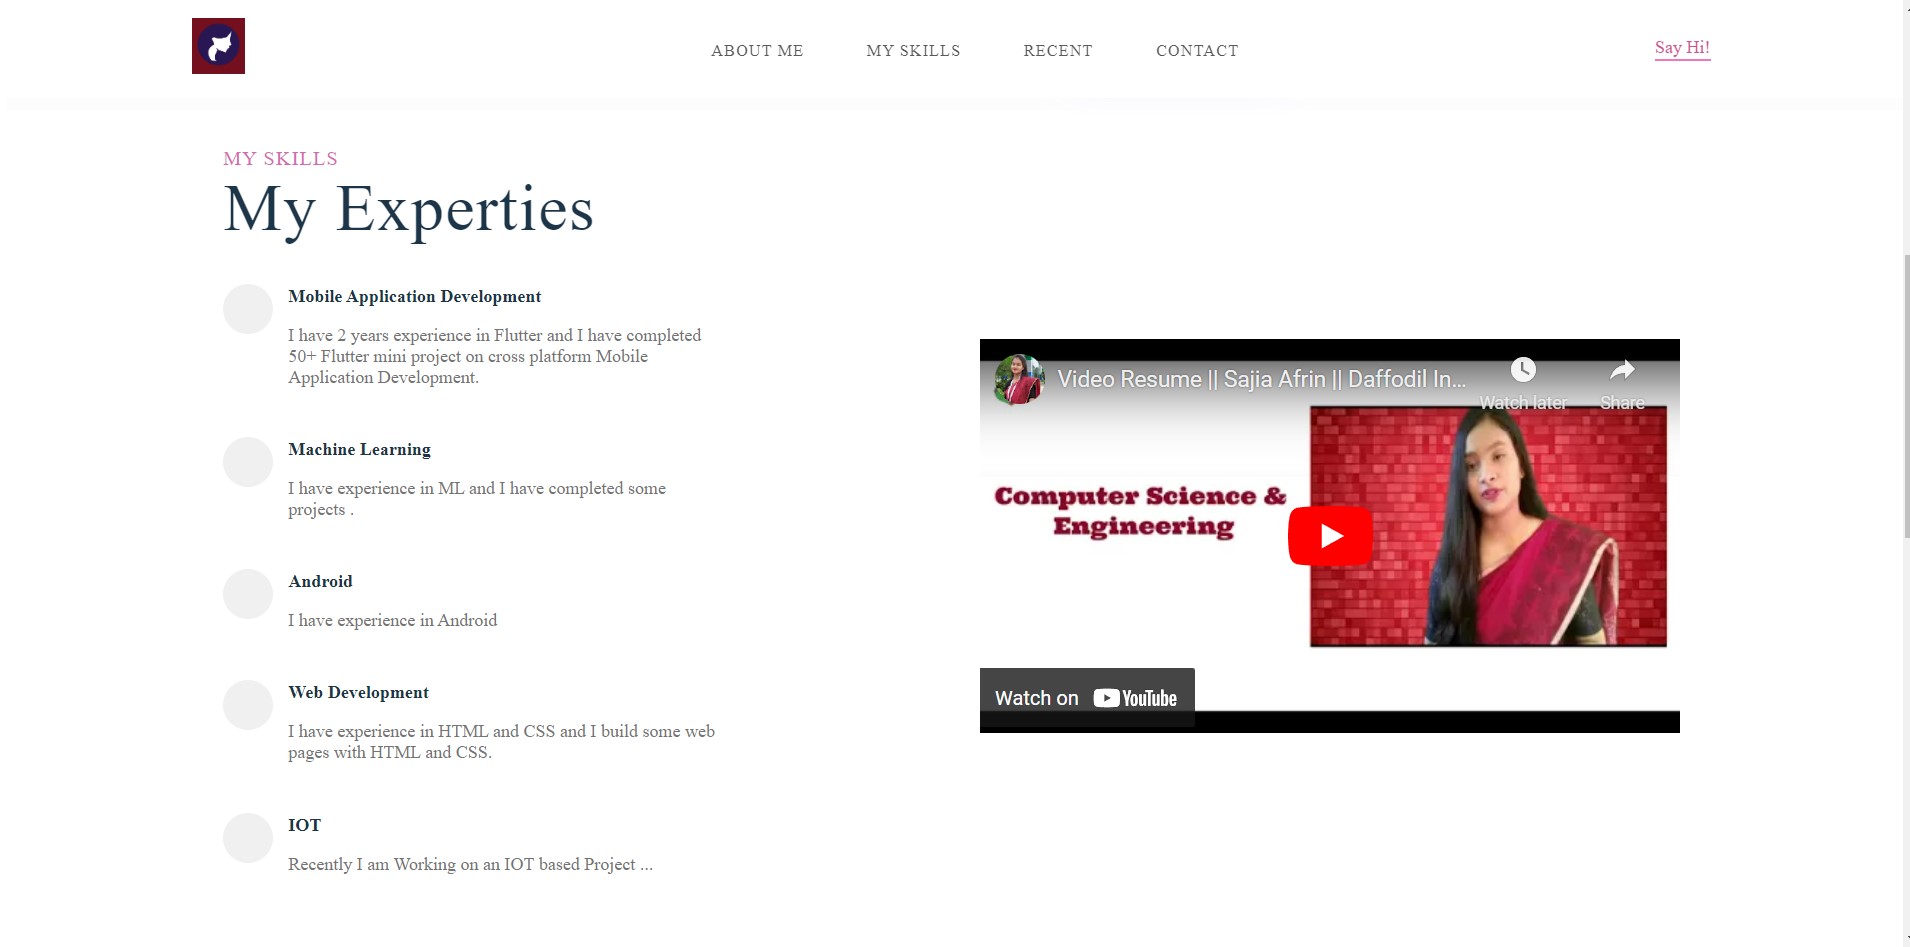 ABOUT ME
MY SKILLS
RECENT
CONTACT
Say Hi!
MY SKILLS
My Experties
Mobile Application Development
I have 2 years experience in Flutter and I have completed
50+ Flutter mini project on cross platform Mobile
Application Development.
Machine Learning
I have experience in ML and I have completed some
projects .
Android
I have experience in Android
Web Development
I have experience in HTML and CSS and I build some web
pages with HTML and CSS.
IOT
Recently I am Working on an IOT based Project ...
Video Resume || Sajia Afrin || Daffodil In...
Watch later
Share
Computer Science &
Engineering
Watch on YouTube